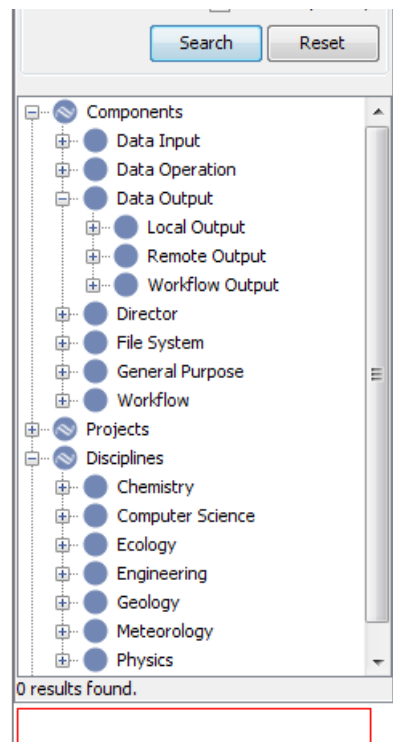 Search Reset
Components
Data Input
Data Operation
Data Output
Local Output
Remote Output
Workflow Output
Director
File System
General Purpose
Workflow
Projects
Disciplines
Chemistry
Computer Science
Ecology
Engineering
Geology
Meteorology
Physics
0 results found.